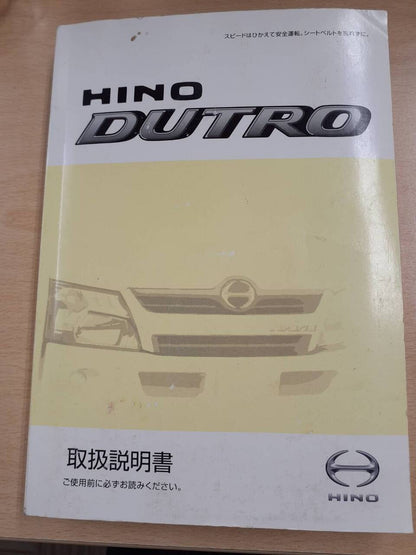 スピードはひかえて安全運転。シートベルトを忘れずに。
HINO
DUTRO
取扱説明書
ご使用前に必ずお読みください。
HINO